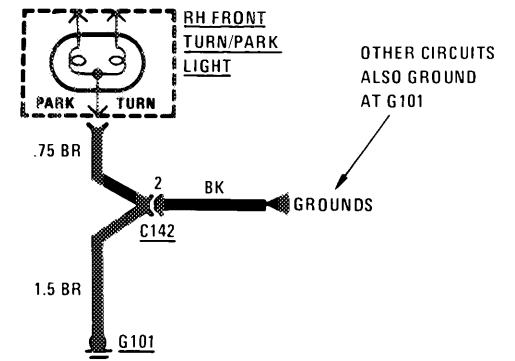 RH FRONT
TURN/PARK
LIGHT
PARK TURN
OTHER CIRCUITS
ALSO GROUND
AT G101
.75 BR
2
BK
GROUNDS
C142
1.5 BR
G101